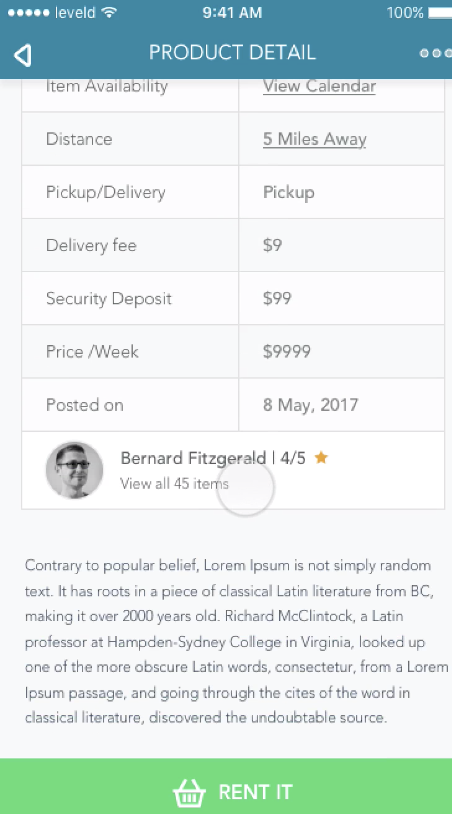 leveld 9:41 AM 100%
PRODUCT DETAIL
Item Availability View Calendar
Distance 5 Miles Away
Pickup/Delivery Pickup
Delivery fee $9
Security Deposit $99
Price /Week $9999
Posted on 8 May, 2017
Bernard Fitzgerald | 4/5
View all 45 items
Contrary to popular belief, Lorem Ipsum is not simply random
text. It has roots in a piece of classical Latin literature from BC,
making it over 2000 years old. Richard McClintock, a Latin
professor at Hampden-Sydney College in Virginia, looked up
one of the more obscure Latin words, consectetur, from a Lorem
Ipsum passage, and going through the cites of the word in
classical literature, discovered the undoubtable source.
RENT IT